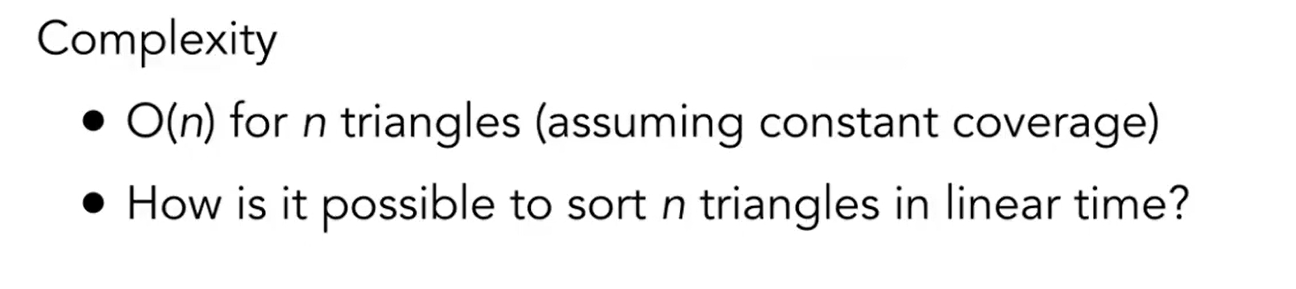 Complexity
• O(n) for n triangles (assuming constant coverage)
• How is it possible to sort n triangles in linear time?